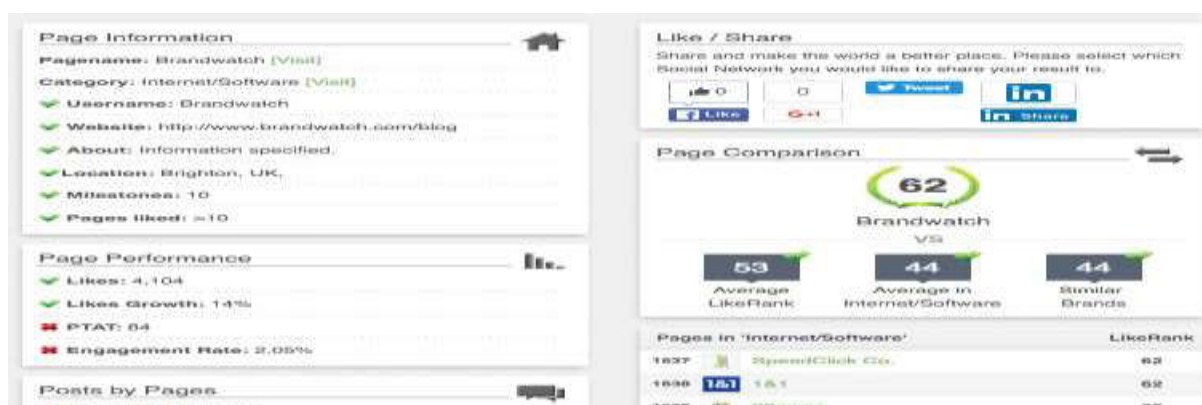 Page Information
Pagename: Brandwatch [Visit]
Category: Internet/Software [Visit]
Username: Brandwatch
Website: http://www.brandwatch.com/blog
About: Information specified.
Location: Brighton, UK,
Milestones: 10
Pages liked: >10
Page Performance
Likes: 4,104
Likes Growth: 14%
PTAT: 84
Engagement Rate: 2.05%
Posts by Pages
Like / Share
Share and make the world a better place. Please select which
Social Network you would like to share your result to.
0 0 Tweet in
Like G+1 in Share
Page Comparison
62
Brandwatch
VS
53 44 44
Average Average in Similar
LikeRank Internet/Software Brands
Pages in 'Internet/Software' LikeRank
1637 SpeedClick Co. 62
1638 1&1 1&1 62